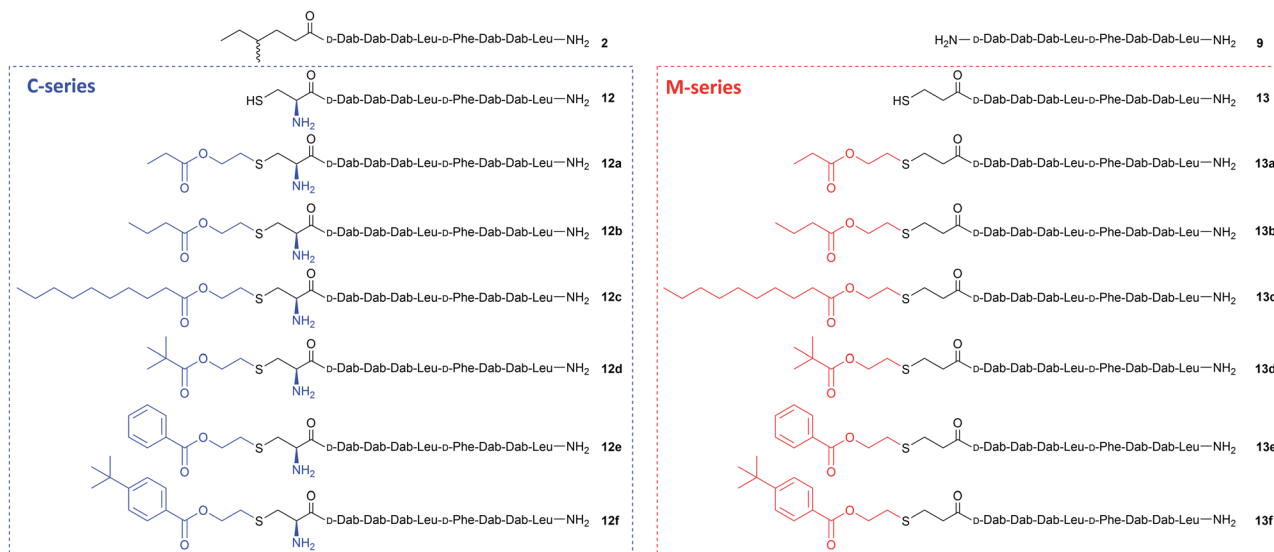 O
D-Dab-Dab-Dab-Leu-D-Phe-Dab-Dab-Leu—NH2 2
H2N—D-Dab-Dab-Dab-Leu-D-Phe-Dab-Dab-Leu—NH2 9
C-series
HS O NH2 D-Dab-Dab-Dab-Leu-D-Phe-Dab-Dab-Leu—NH2 12
O O S O NH2 D-Dab-Dab-Dab-Leu-D-Phe-Dab-Dab-Leu—NH2 12a
O O S O NH2 D-Dab-Dab-Dab-Leu-D-Phe-Dab-Dab-Leu—NH2 12b
O O S O NH2 D-Dab-Dab-Dab-Leu-D-Phe-Dab-Dab-Leu—NH2 12c
O O S O NH2 D-Dab-Dab-Dab-Leu-D-Phe-Dab-Dab-Leu—NH2 12d
O O S O NH2 D-Dab-Dab-Dab-Leu-D-Phe-Dab-Dab-Leu—NH2 12e
O O S O NH2 D-Dab-Dab-Dab-Leu-D-Phe-Dab-Dab-Leu—NH2 12f
M-series
HS O D-Dab-Dab-Dab-Leu-D-Phe-Dab-Dab-Leu—NH2 13
O O S O D-Dab-Dab-Dab-Leu-D-Phe-Dab-Dab-Leu—NH2 13a
O O S O D-Dab-Dab-Dab-Leu-D-Phe-Dab-Dab-Leu—NH2 13b
O O S O D-Dab-Dab-Dab-Leu-D-Phe-Dab-Dab-Leu—NH2 13c
O O S O D-Dab-Dab-Dab-Leu-D-Phe-Dab-Dab-Leu—NH2 13d
O O S O D-Dab-Dab-Dab-Leu-D-Phe-Dab-Dab-Leu—NH2 13e
O O S O D-Dab-Dab-Dab-Leu-D-Phe-Dab-Dab-Leu—NH2 13f